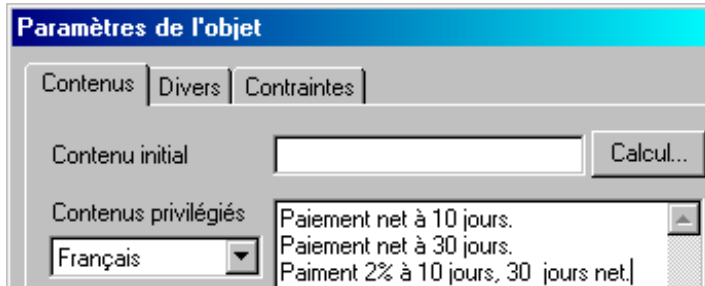 Paramètres de l'objet
Contenus Divers Contraintes
Contenu initial Calcul...
Contenus privilégiés
Français
Paiement net à 10 jours.
Paiement net à 30 jours.
Paiment 2% à 10 jours, 30  jours net.